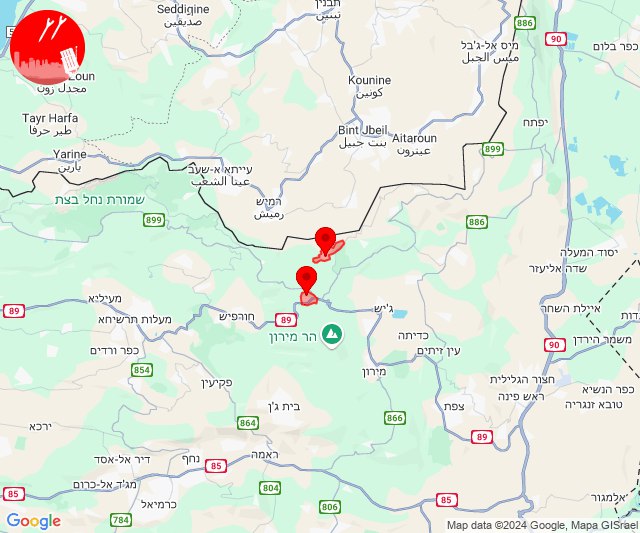 Seddiqine
صديقين
תבנין
تبنين
886
90
כפר בלום
מיס אל-ג'בל
ميس الجبل
Kounine
كونين
مجدل زون
Tayr Harfa
طير حرفا
Bint Jbeil
بنت جبيل
Aitaroun
عيترون
יפתח
899
Yarine
يارين
עייתא א-שעב
عيتا الشعب
שמורת נחל בצת
899
רמיש
رميش
886
יסוד המעלה
שדה אליעזר
89
מעיליא
מעלות תרשיחא
חורפיש
89
ג'יש
איילת השחר
הר מירון
כדיתה
עין זיתים
90
משמר הירדן
כפר ורדים
854
פקיעין
מירון
חצור הגלילית
ראש פינה
כפר הנשיא
טובא זנגריה
בית ג'ן
צפת
866
ירכא
864
89
ראמה
דיר אל-אסד
נחף
85
מג'ד אל-כרום
כרמיאל
804
806
85
85
784
אלמגור
Google
Map data ©2024 Google, Mapa GISrael